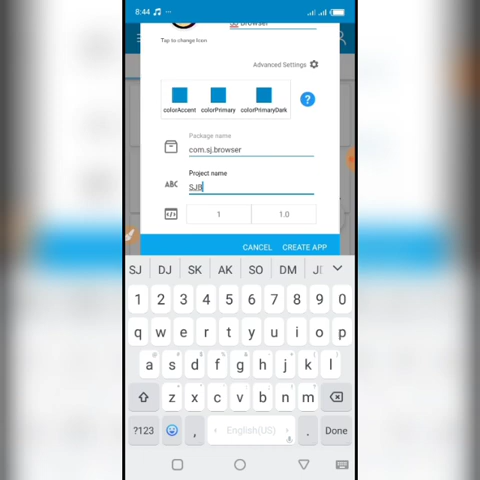 8:44
SJ Browser
Tap to change Icon
Advanced Settings
colorAccent colorPrimary colorPrimaryDark
?
Package name
com.sj.browser
Project name
ABC SJB
1 1.0
CANCEL CREATE APP
SJ DJ SK AK SO DM
1 2 3 4 5 6 7 8 9 0
q w e r t y u i o p
@ # $ & * ( )
a s d f g h j k l
z x c v b n m
?123 , English(US) . Done